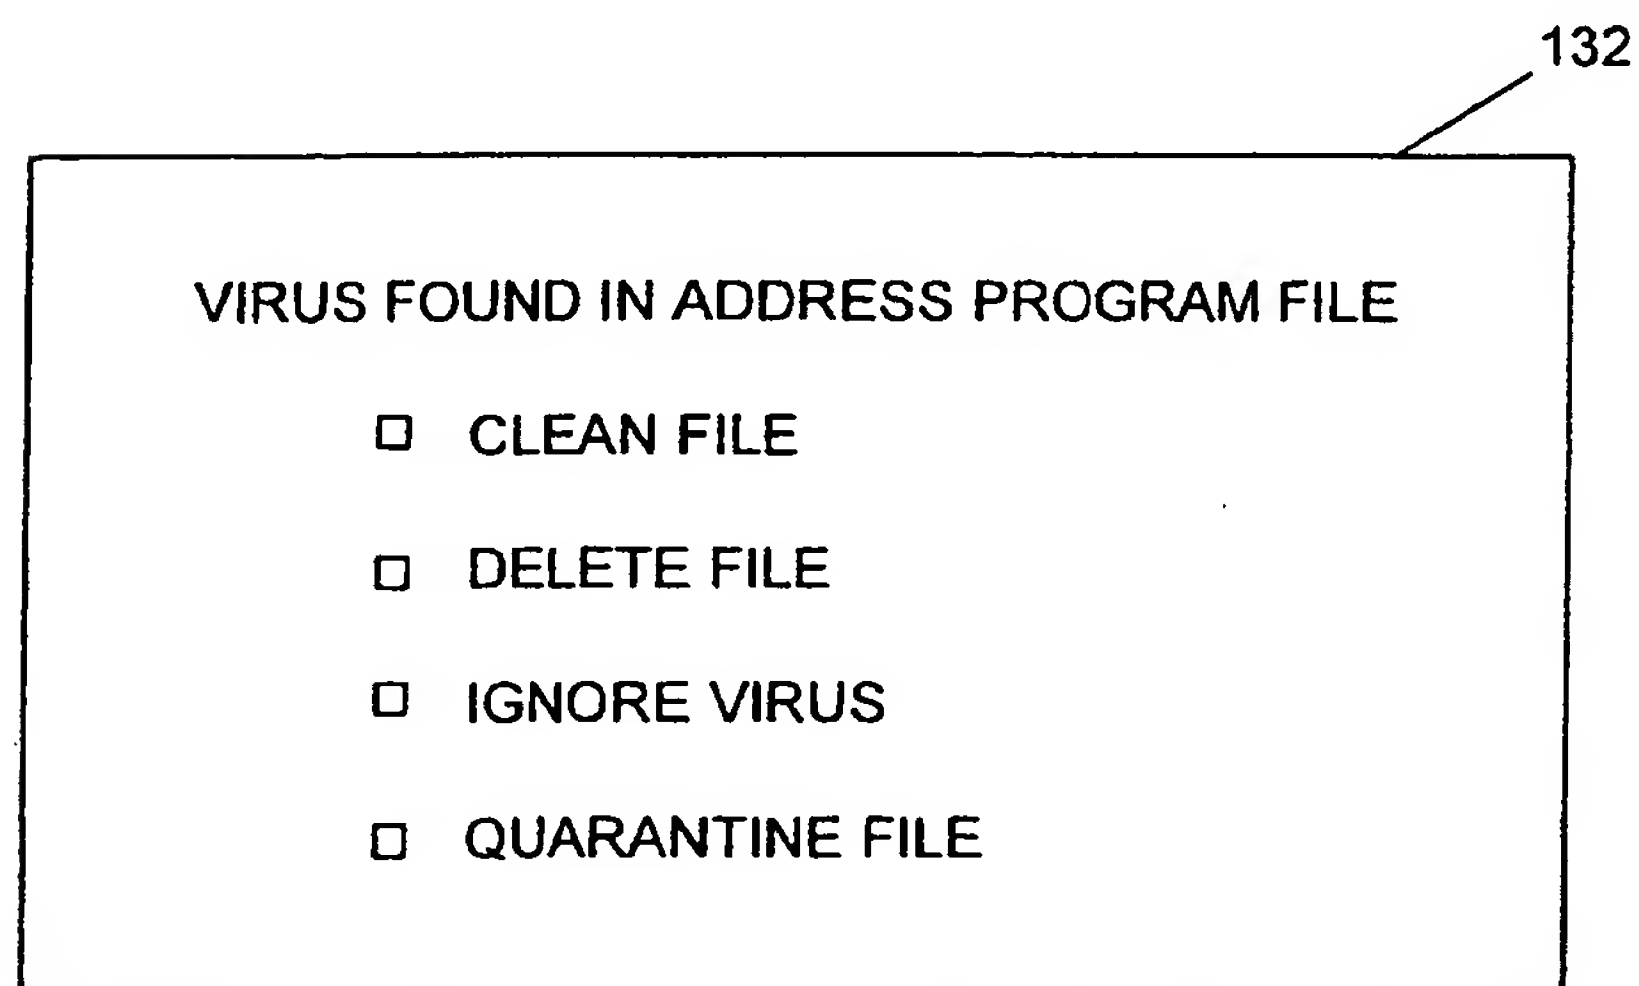 132
VIRUS FOUND IN ADDRESS PROGRAM FILE
CLEAN FILE
DELETE FILE
IGNORE VIRUS
QUARANTINE FILE